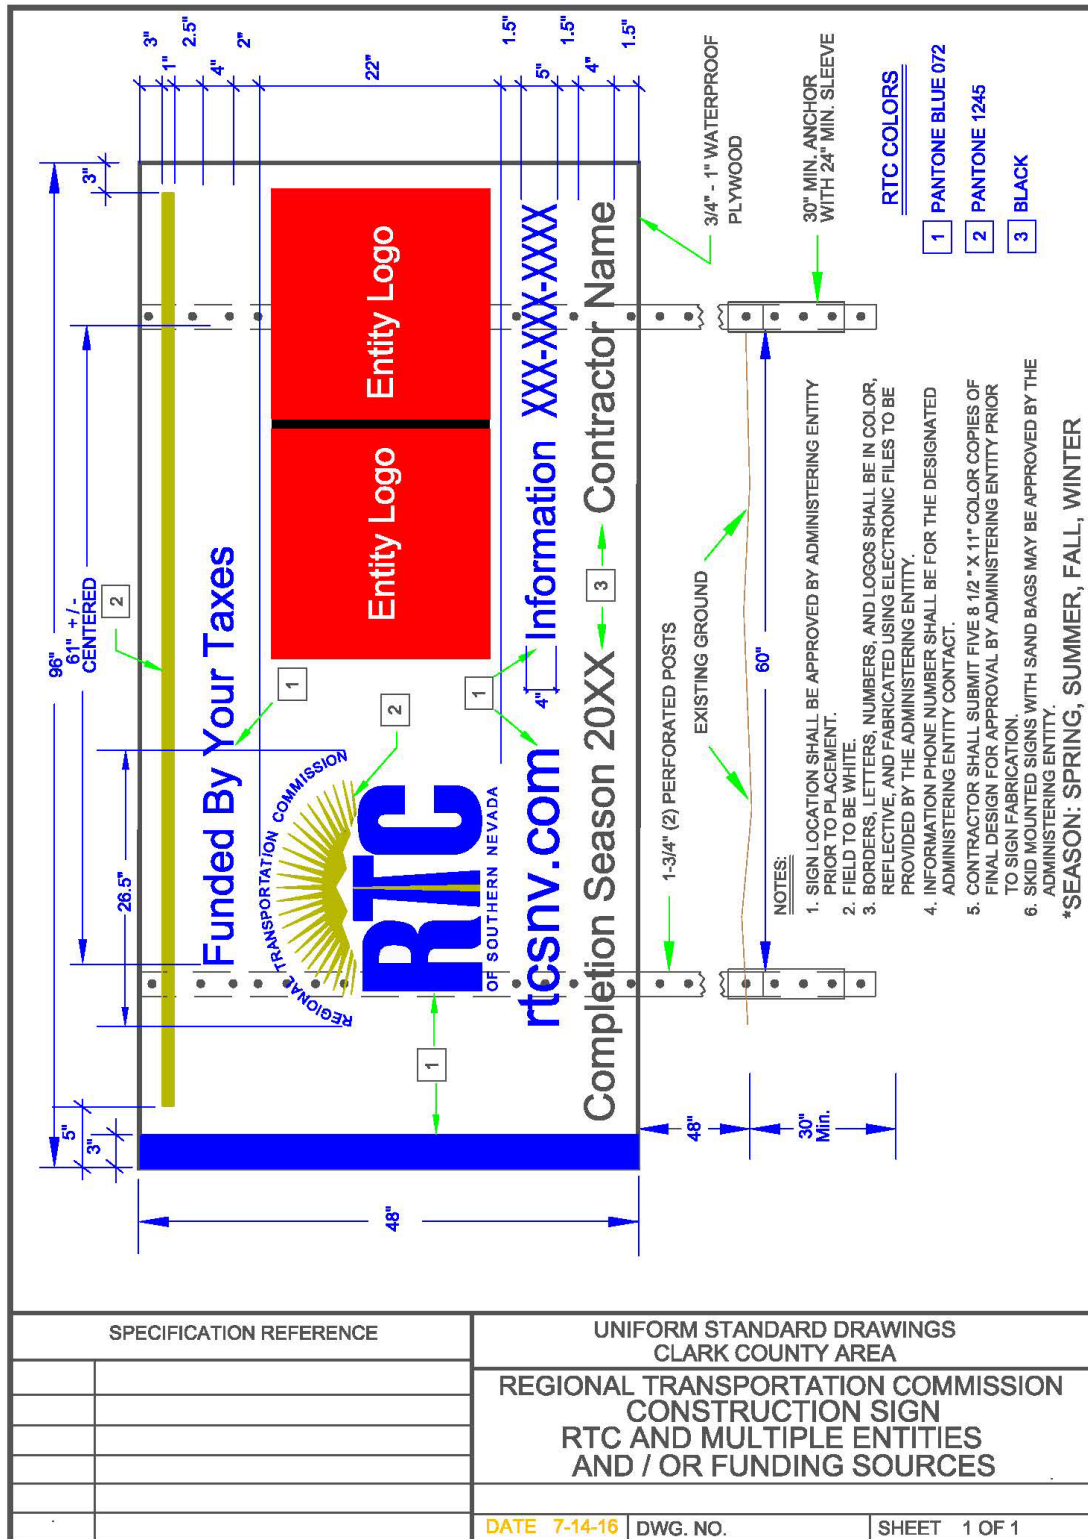 96"
61" +/-
CENTERED
26.5"
5"
3"
3"
3"
1"
2.5"
4"
2"
22"
1.5"
5"
1.5"
4"
1.5"
48"
2
Funded By Your Taxes
1
REGIONAL TRANSPORTATION COMMISSION
RTC
OF SOUTHERN NEVADA
2
1
1
Entity Logo
Entity Logo
rtcsnv.com
4"
Information XXX-XXX-XXXX
Completion Season 20XX
3
Contractor Name
1-3/4" (2) PERFORATED POSTS
EXISTING GROUND
3/4" - 1" WATERPROOF
PLYWOOD
30" MIN. ANCHOR
WITH 24" MIN. SLEEVE
48"
30"
Min.
60"
RTC COLORS
1 PANTONE BLUE 072
2 PANTONE 1245
3 BLACK
NOTES:
1. SIGN LOCATION SHALL BE APPROVED BY ADMINISTERING ENTITY
PRIOR TO PLACEMENT.
2. FIELD TO BE WHITE.
3. BORDERS, LETTERS, NUMBERS, AND LOGOS SHALL BE IN COLOR,
REFLECTIVE, AND FABRICATED USING ELECTRONIC FILES TO BE
PROVIDED BY THE ADMINISTERING ENTITY.
4. INFORMATION PHONE NUMBER SHALL BE FOR THE DESIGNATED
ADMINISTERING ENTITY CONTACT.
5. CONTRACTOR SHALL SUBMIT FIVE 8 1/2 " X 11" COLOR COPIES OF
FINAL DESIGN FOR APPROVAL BY ADMINISTERING ENTITY PRIOR
TO SIGN FABRICATION.
6. SKID MOUNTED SIGNS WITH SAND BAGS MAY BE APPROVED BY THE
ADMINISTERING ENTITY.
*SEASON: SPRING, SUMMER, FALL, WINTER
SPECIFICATION REFERENCE
UNIFORM STANDARD DRAWINGS
CLARK COUNTY AREA
REGIONAL TRANSPORTATION COMMISSION
CONSTRUCTION SIGN
RTC AND MULTIPLE ENTITIES
AND / OR FUNDING SOURCES
DATE 7-14-16
DWG. NO.
SHEET 1 OF 1